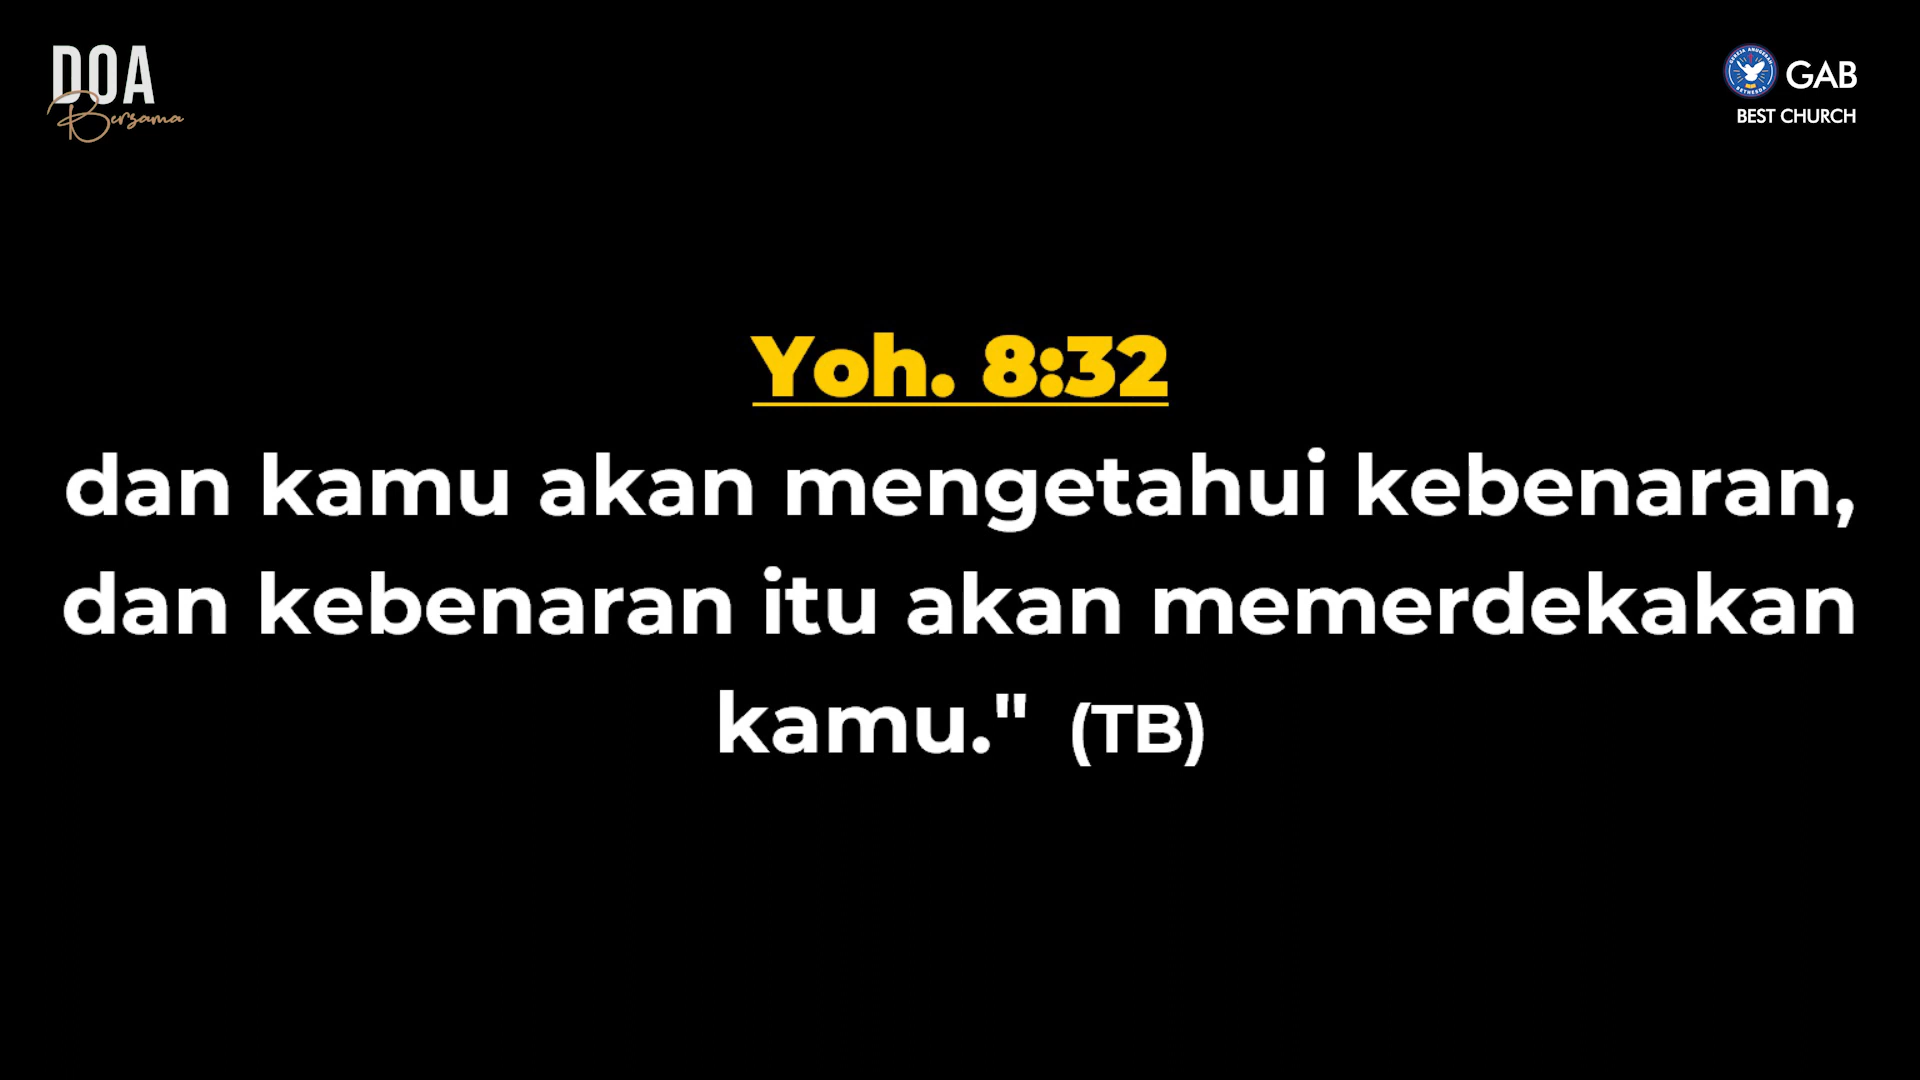 DOA
Bersama
GAB
BEST CHURCH
Yoh. 8:32
dan kamu akan mengetahui kebenaran,
dan kebenaran itu akan memerdekakan
kamu." (TB)